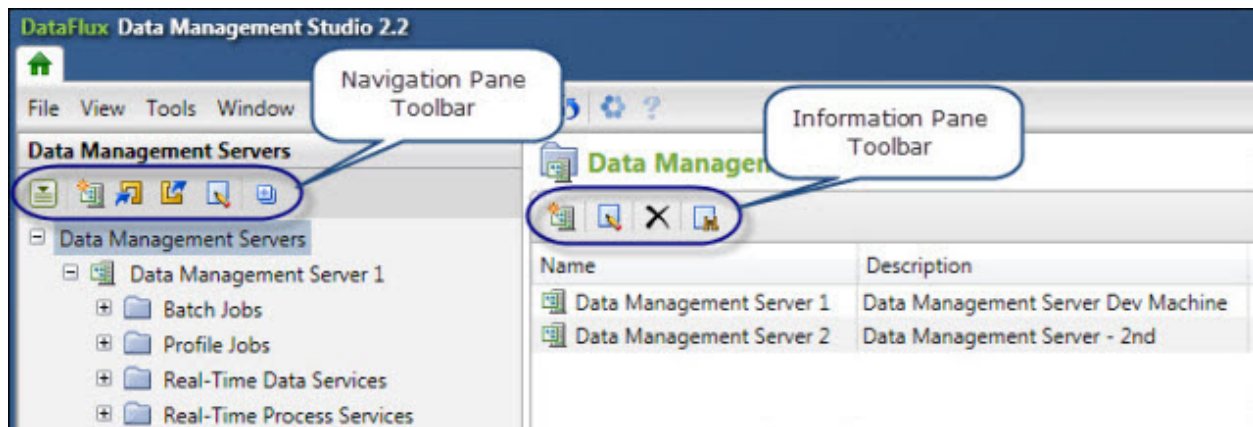 DataFlux Data Management Studio 2.2
Navigation Pane
Toolbar
File View Tools Window
Information Pane
Toolbar
Data Management Servers
Data Managem
Data Management Servers
Data Management Server 1
Batch Jobs
Profile Jobs
Real-Time Data Services
Real-Time Process Services
Name Description
Data Management Server 1 Data Management Server Dev Machine
Data Management Server 2 Data Management Server - 2nd